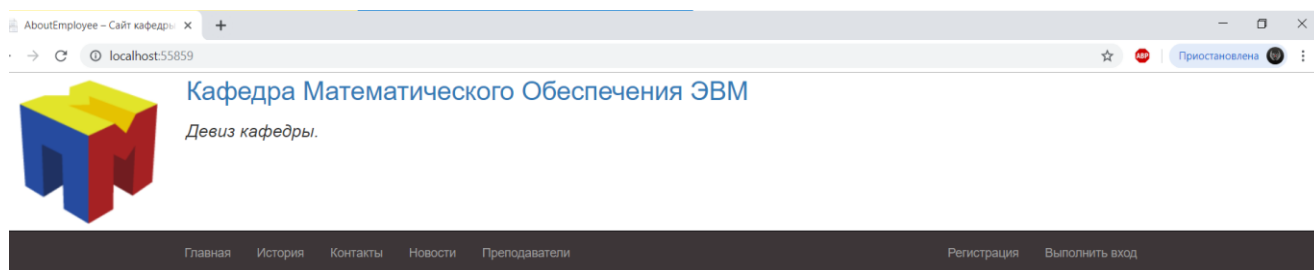 AboutEmployee – Сайт кафедры
localhost:55859 ABP Приостановлена
Кафедра Математического Обеспечения ЭВМ
Девиз кафедры.
Главная История Контакты Новости Преподаватели Регистрация Выполнить вход